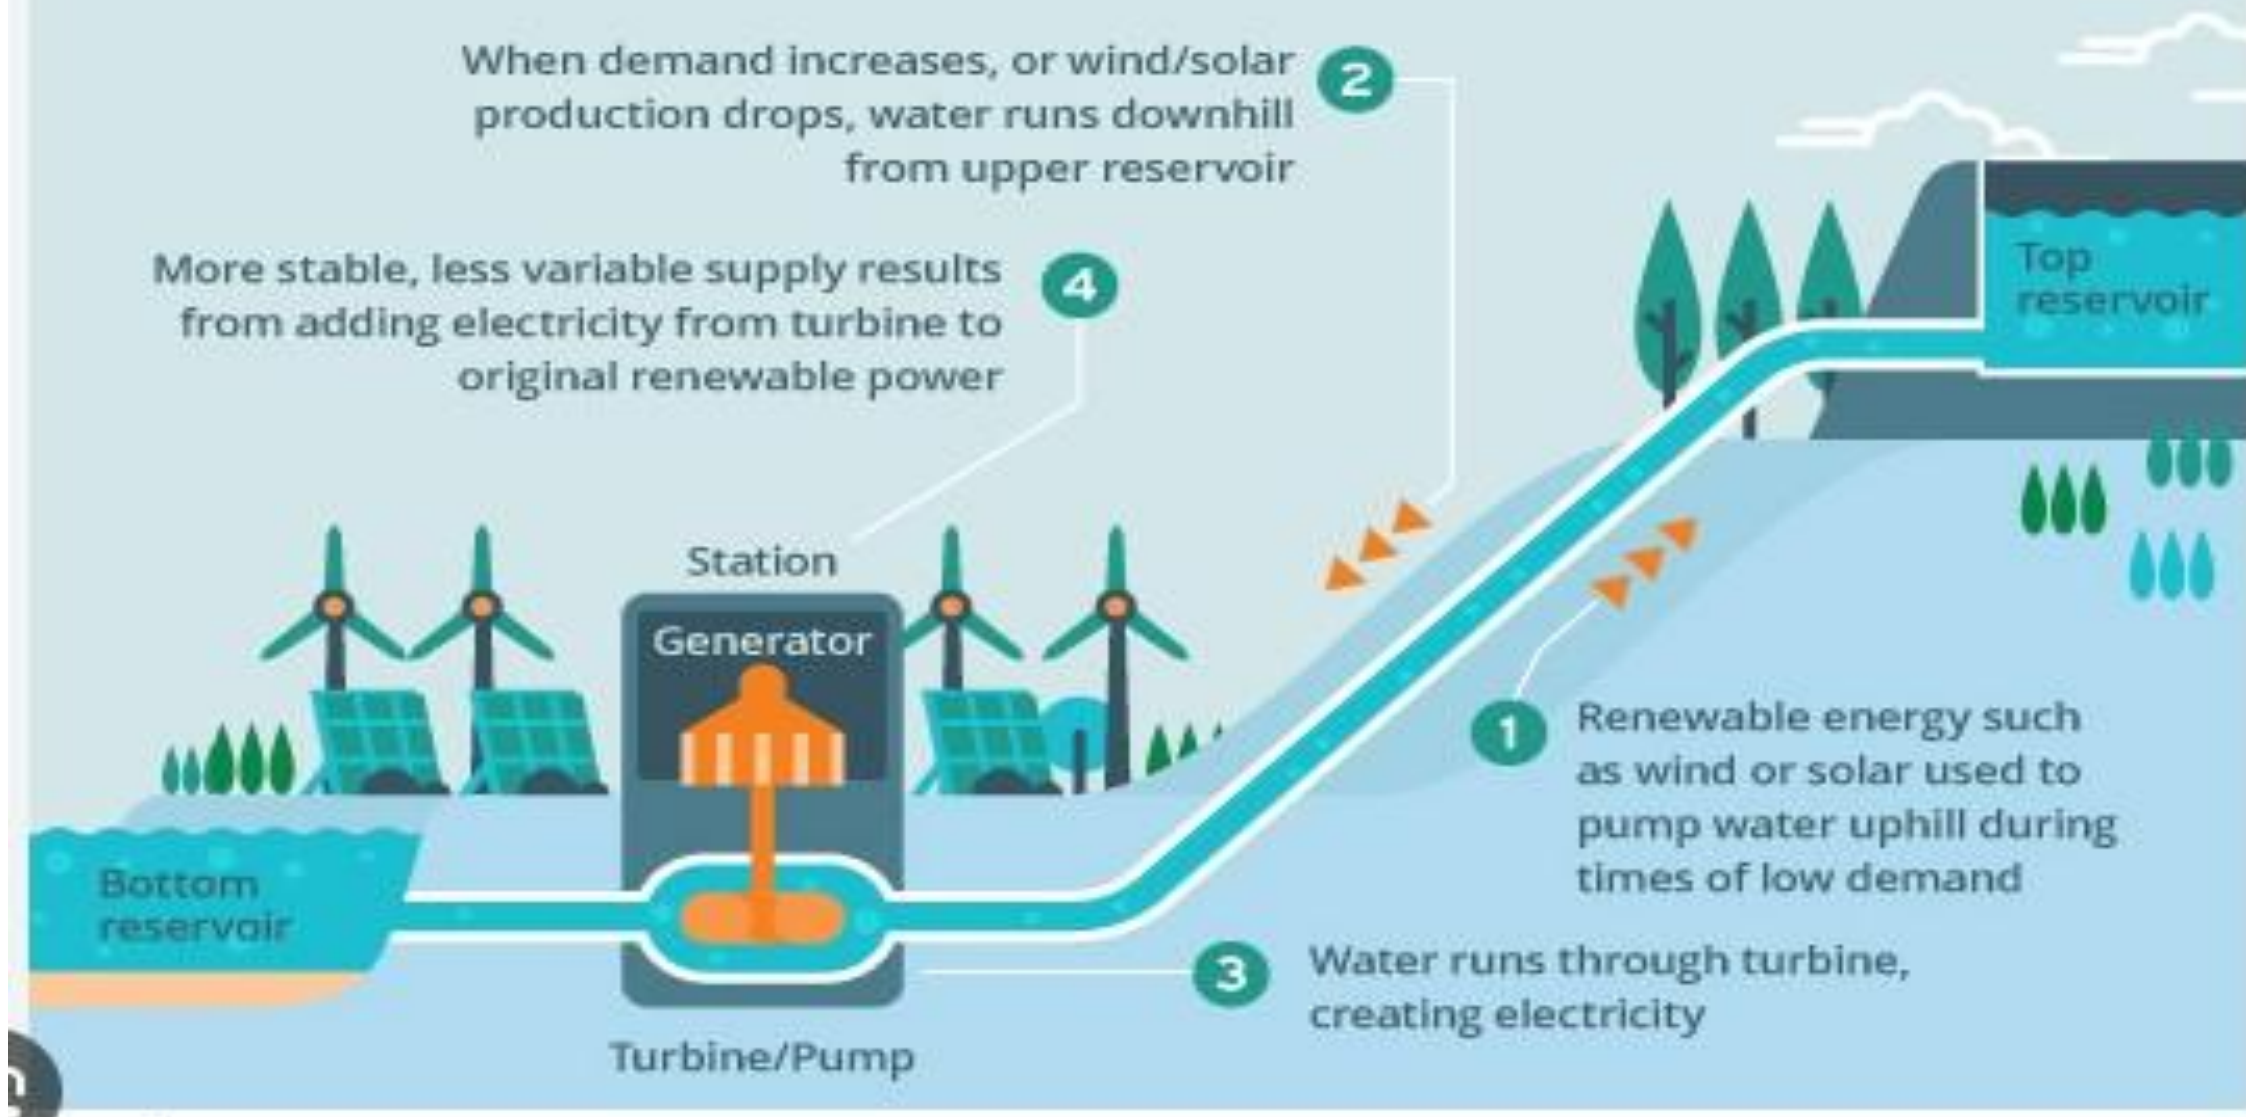 2
When demand increases, or wind/solar
production drops, water runs downhill
from upper reservoir
4
More stable, less variable supply results
from adding electricity from turbine to
original renewable power
Top
reservoir
Station
Generator
1
Renewable energy such
as wind or solar used to
pump water uphill during
times of low demand
Bottom
reservoir
3
Water runs through turbine,
creating electricity
Turbine/Pump